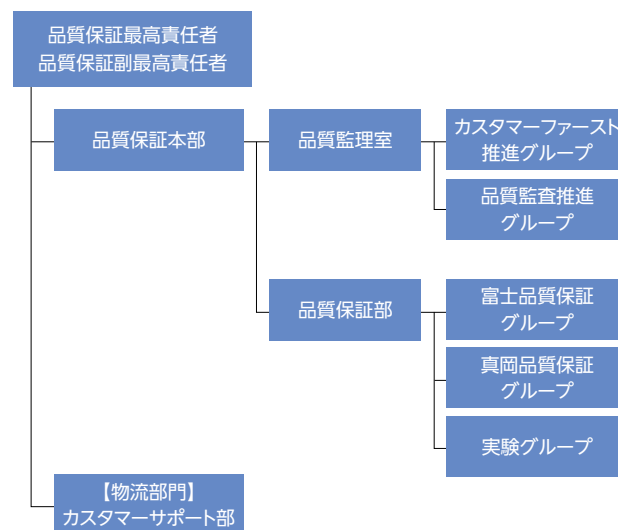 品質保証最高責任者
品質保証副最高責任者
品質保証本部
品質監理室
カスタマーファースト
推進グループ
品質監査推進
グループ
品質保証部
富士品質保証
グループ
真岡品質保証
グループ
実験グループ
【物流部門】
カスタマーサポート部